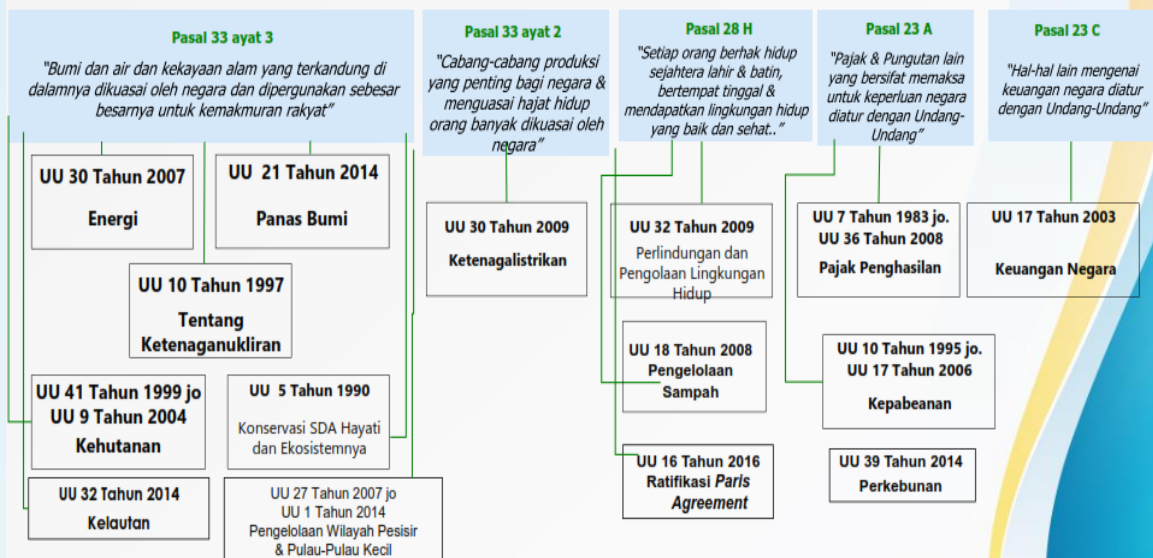 Pasal 33 ayat 3
"Bumi dan air dan kekayaan alam yang terkandung di
dalamnya dikuasai oleh negara dan dipergunakan sebesar
besarnya untuk kemakmuran rakyat"
UU 30 Tahun 2007
Energi
UU 21 Tahun 2014
Panas Bumi
UU 10 Tahun 1997
Tentang
Ketenaganukliran
UU 41 Tahun 1999 jo
UU 9 Tahun 2004
Kehutanan
UU 5 Tahun 1990
Konservasi SDA Hayati
dan Ekosistemnya
UU 32 Tahun 2014
Kelautan
UU 27 Tahun 2007 jo
UU 1 Tahun 2014
Pengelolaan Wilayah Pesisir
& Pulau-Pulau Kecil
Pasal 33 ayat 2
"Cabang-cabang produksi
yang penting bagi negara &
menguasai hajat hidup
orang banyak dikuasai oleh
negara"
UU 30 Tahun 2009
Ketenagalistrikan
Pasal 28 H
"Setiap orang berhak hidup
sejahtera lahir & batin,
bertempat tinggal &
mendapatkan lingkungan hidup
yang baik dan sehat.."
UU 32 Tahun 2009
Perlindungan dan
Pengolaan Lingkungan
Hidup
UU 18 Tahun 2008
Pengelolaan
Sampah
UU 16 Tahun 2016
Ratifikasi Paris
Agreement
Pasal 23 A
"Pajak & Pungutan lain
yang bersifat memaksa
untuk keperluan negara
diatur dengan Undang-
Undang"
UU 7 Tahun 1983 jo.
UU 36 Tahun 2008
Pajak Penghasilan
UU 10 Tahun 1995 jo.
UU 17 Tahun 2006
Kepabeanan
UU 39 Tahun 2014
Perkebunan
Pasal 23 C
"Hal-hal lain mengenai
keuangan negara diatur
dengan Undang-Undang"
UU 17 Tahun 2003
Keuangan Negara